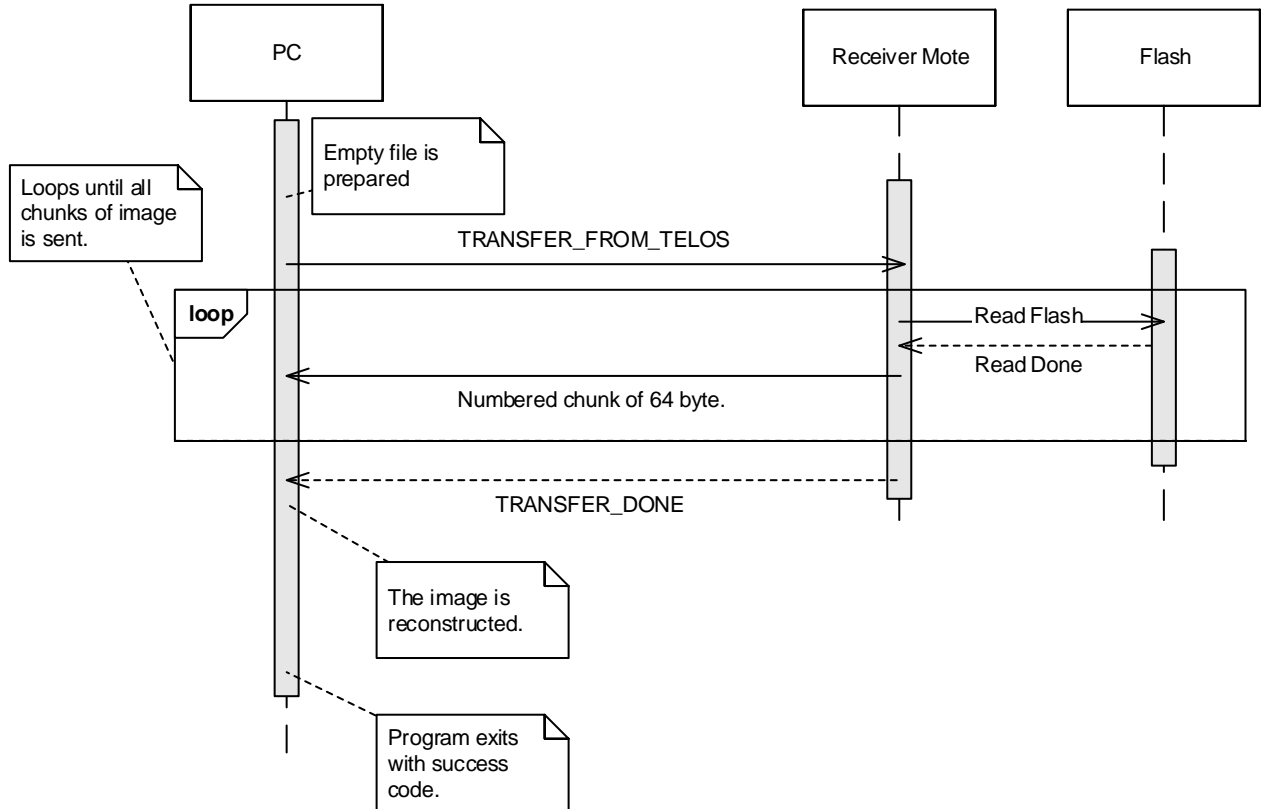 PC
Receiver Mote
Flash
Empty file is
prepared
Loops until all
chunks of image
is sent.
TRANSFER_FROM_TELOS
loop
Read Flash
Read Done
Numbered chunk of 64 byte.
TRANSFER_DONE
The image is
reconstructed.
Program exits
with success
code.